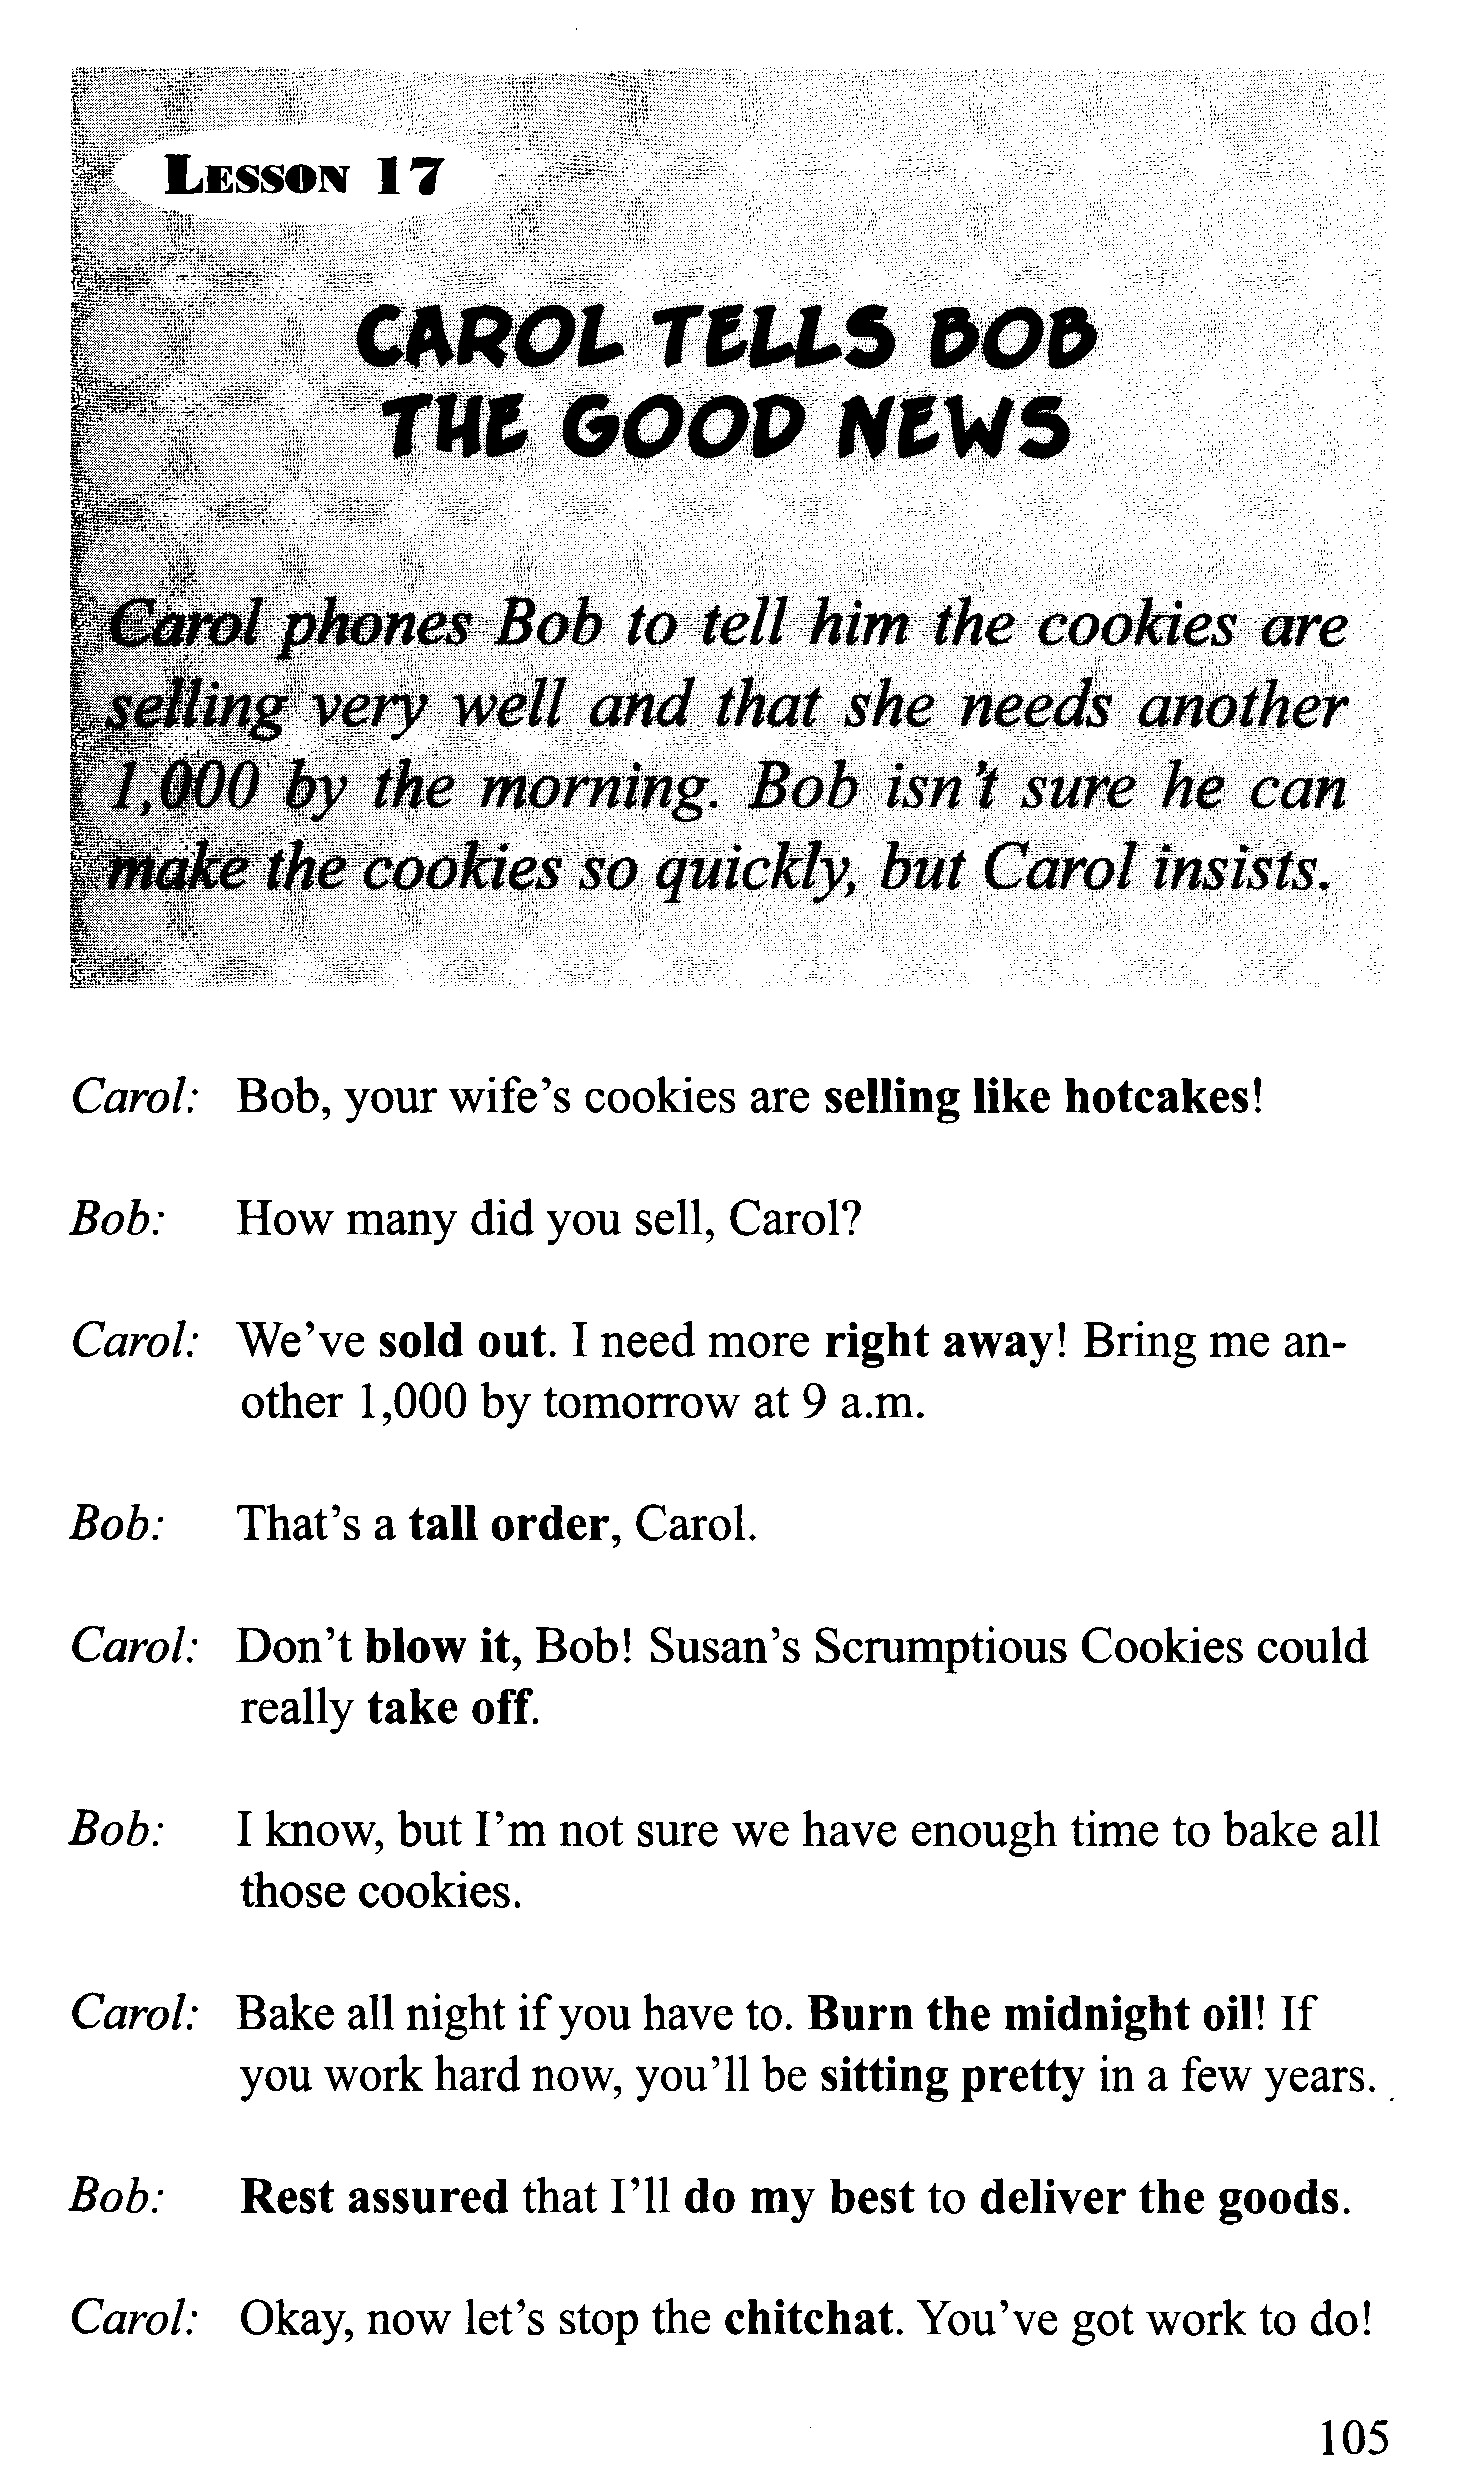 LESSON 17
CAROL TELLS BOB
THE GOOD NEWS
Carol phones Bob to tell him the cookies are
selling very well and that she needs another
1,000 by the morning. Bob isn't sure he can
make the cookies so quickly, but Carol insists.
Carol: Bob, your wife's cookies are selling like hotcakes!
Bob: How many did you sell, Carol?
Carol: We've sold out. I need more right away! Bring me an-
other 1,000 by tomorrow at 9 a.m.
Bob: That's a tall order, Carol.
Carol: Don't blow it, Bob! Susan's Scrumptious Cookies could
really take off.
Bob: I know, but I'm not sure we have enough time to bake all
those cookies.
Carol: Bake all night if you have to. Burn the midnight oil! If
you work hard now, you'll be sitting pretty in a few years.
Bob: Rest assured that I'll do my best to deliver the goods.
Carol: Okay, now let's stop the chitchat. You've got work to do!
105